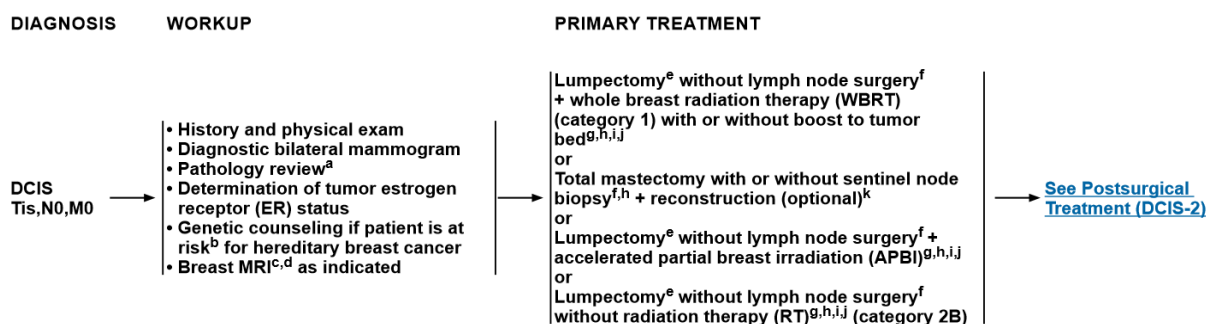 DIAGNOSIS
WORKUP
PRIMARY TREATMENT
DCIS
Tis,N0,M0
• History and physical exam
• Diagnostic bilateral mammogram
• Pathology reviewa
• Determination of tumor estrogen
receptor (ER) status
• Genetic counseling if patient is at
riskb for hereditary breast cancer
• Breast MRIc,d as indicated
Lumpectomye without lymph node surgeryf
+ whole breast radiation therapy (WBRT)
(category 1) with or without boost to tumor
bedg,h,i,j
or
Total mastectomy with or without sentinel node
biopsyf,h + reconstruction (optional)k
or
Lumpectomye without lymph node surgeryf +
accelerated partial breast irradiation (APBI)g,h,i,j
or
Lumpectomye without lymph node surgeryf
without radiation therapy (RT)g,h,i,j (category 2B)
See Postsurgical
Treatment (DCIS-2)